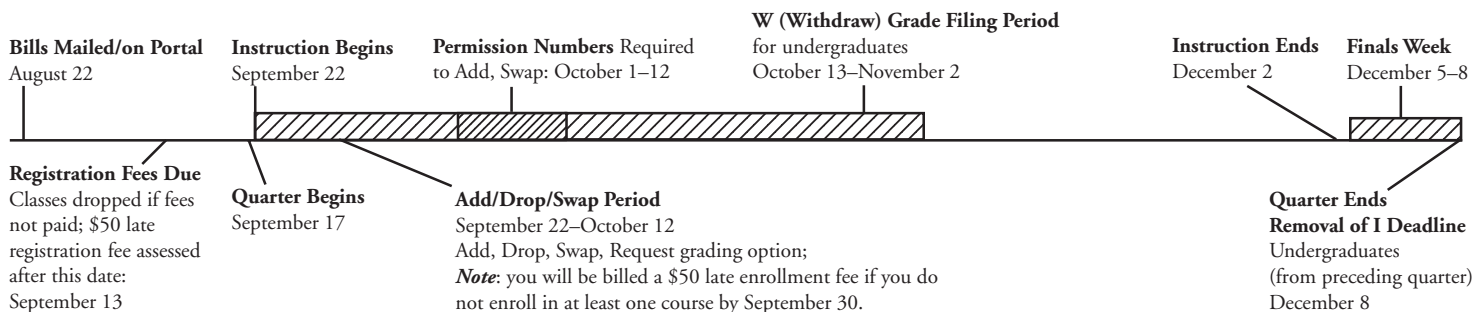 Bills Mailed/on Portal
August 22
Instruction Begins
September 22
Permission Numbers Required
to Add, Swap: October 1–12
W (Withdraw) Grade Filing Period
for undergraduates
October 13–November 2
Instruction Ends
December 2
Finals Week
December 5–8
Registration Fees Due
Classes dropped if fees
not paid; $50 late
registration fee assessed
after this date:
September 13
Quarter Begins
September 17
Add/Drop/Swap Period
September 22–October 12
Add, Drop, Swap, Request grading option;
Note: you will be billed a $50 late enrollment fee if you do
not enroll in at least one course by September 30.
Quarter Ends
Removal of I Deadline
Undergraduates
(from preceding quarter)
December 8